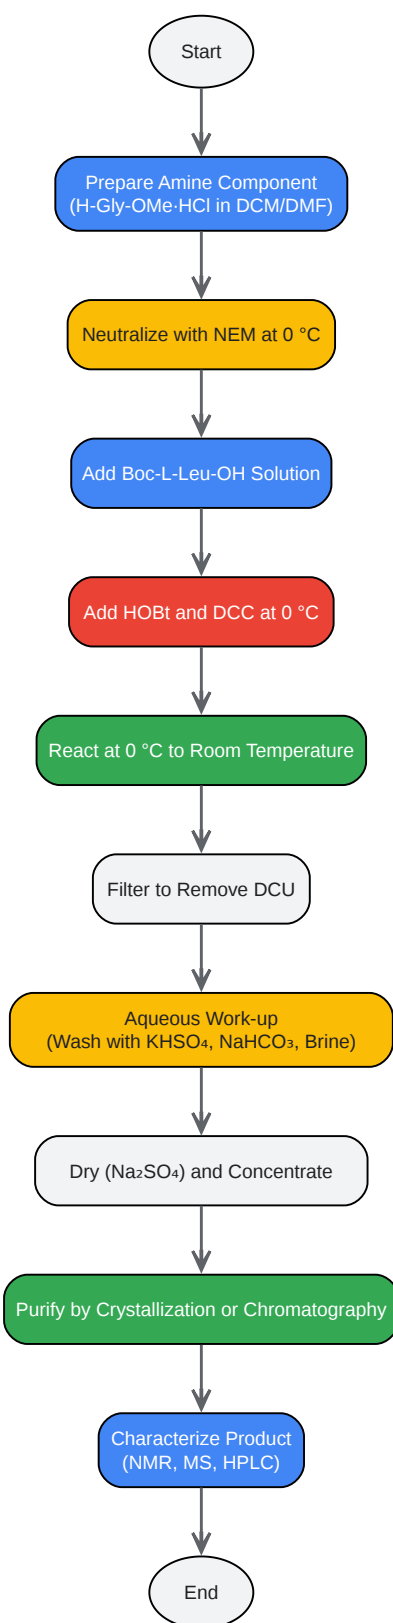 Start
Prepare Amine Component
(H-Gly-OMe·HCl in DCM/DMF)
Neutralize with NEM at 0 °C
Add Boc-L-Leu-OH Solution
Add HOBt and DCC at 0 °C
React at 0 °C to Room Temperature
Filter to Remove DCU
Aqueous Work-up
(Wash with KHSO₄, NaHCO₃, Brine)
Dry (Na₂SO₄) and Concentrate
Purify by Crystallization or Chromatography
Characterize Product
(NMR, MS, HPLC)
End